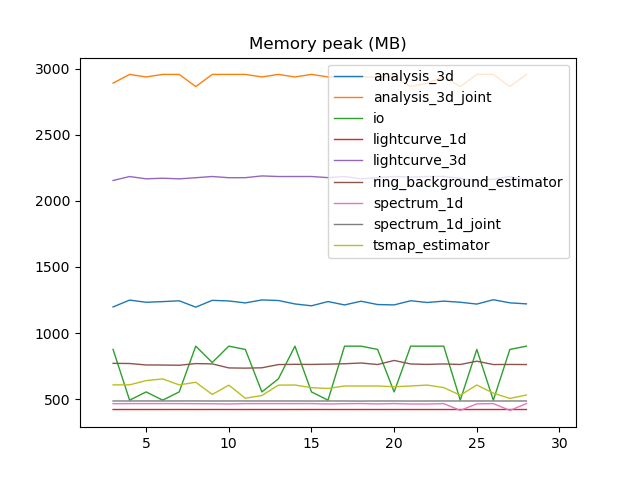 Memory peak (MB)
3000
2500
2000
1500
1000
500
5
10
15
20
25
30
analysis_3d
analysis_3d_joint
io
lightcurve_1d
lightcurve_3d
ring_background_estimator
spectrum_1d
spectrum_1d_joint
tsmap_estimator